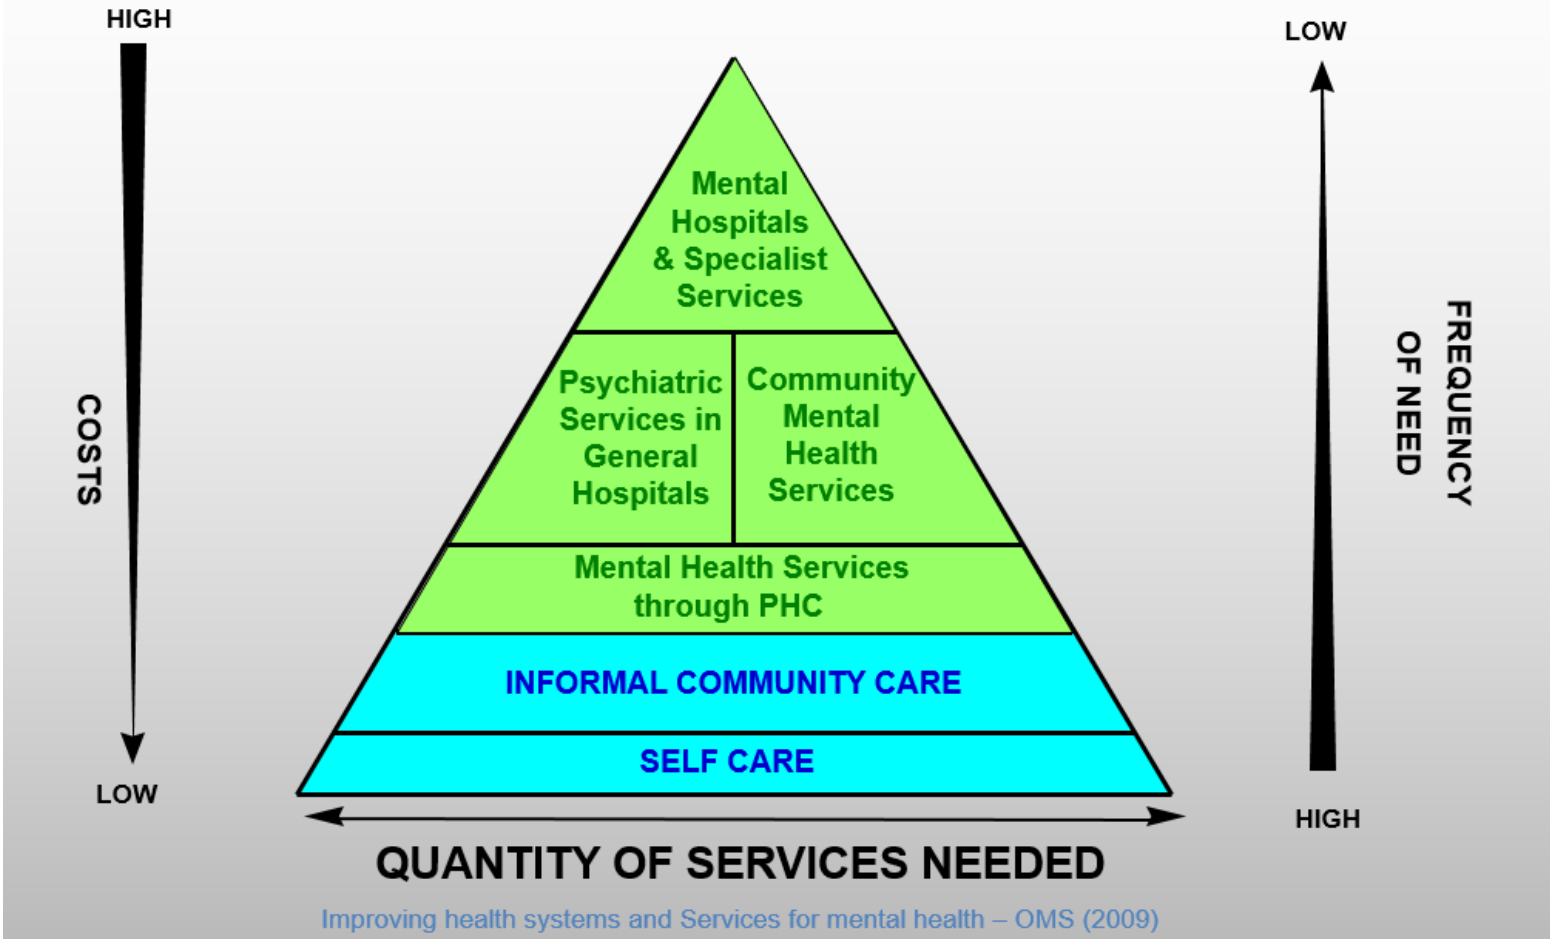 HIGH
LOW
Mental
Hospitals
& Specialist
Services
Psychiatric
Services in
General
Hospitals
Community
Mental
Health
Services
COSTS
FREQUENCY
OF NEED
Mental Health Services
through PHC
INFORMAL COMMUNITY CARE
SELF CARE
LOW
HIGH
QUANTITY OF SERVICES NEEDED
Improving health systems and Services for mental health – OMS (2009)